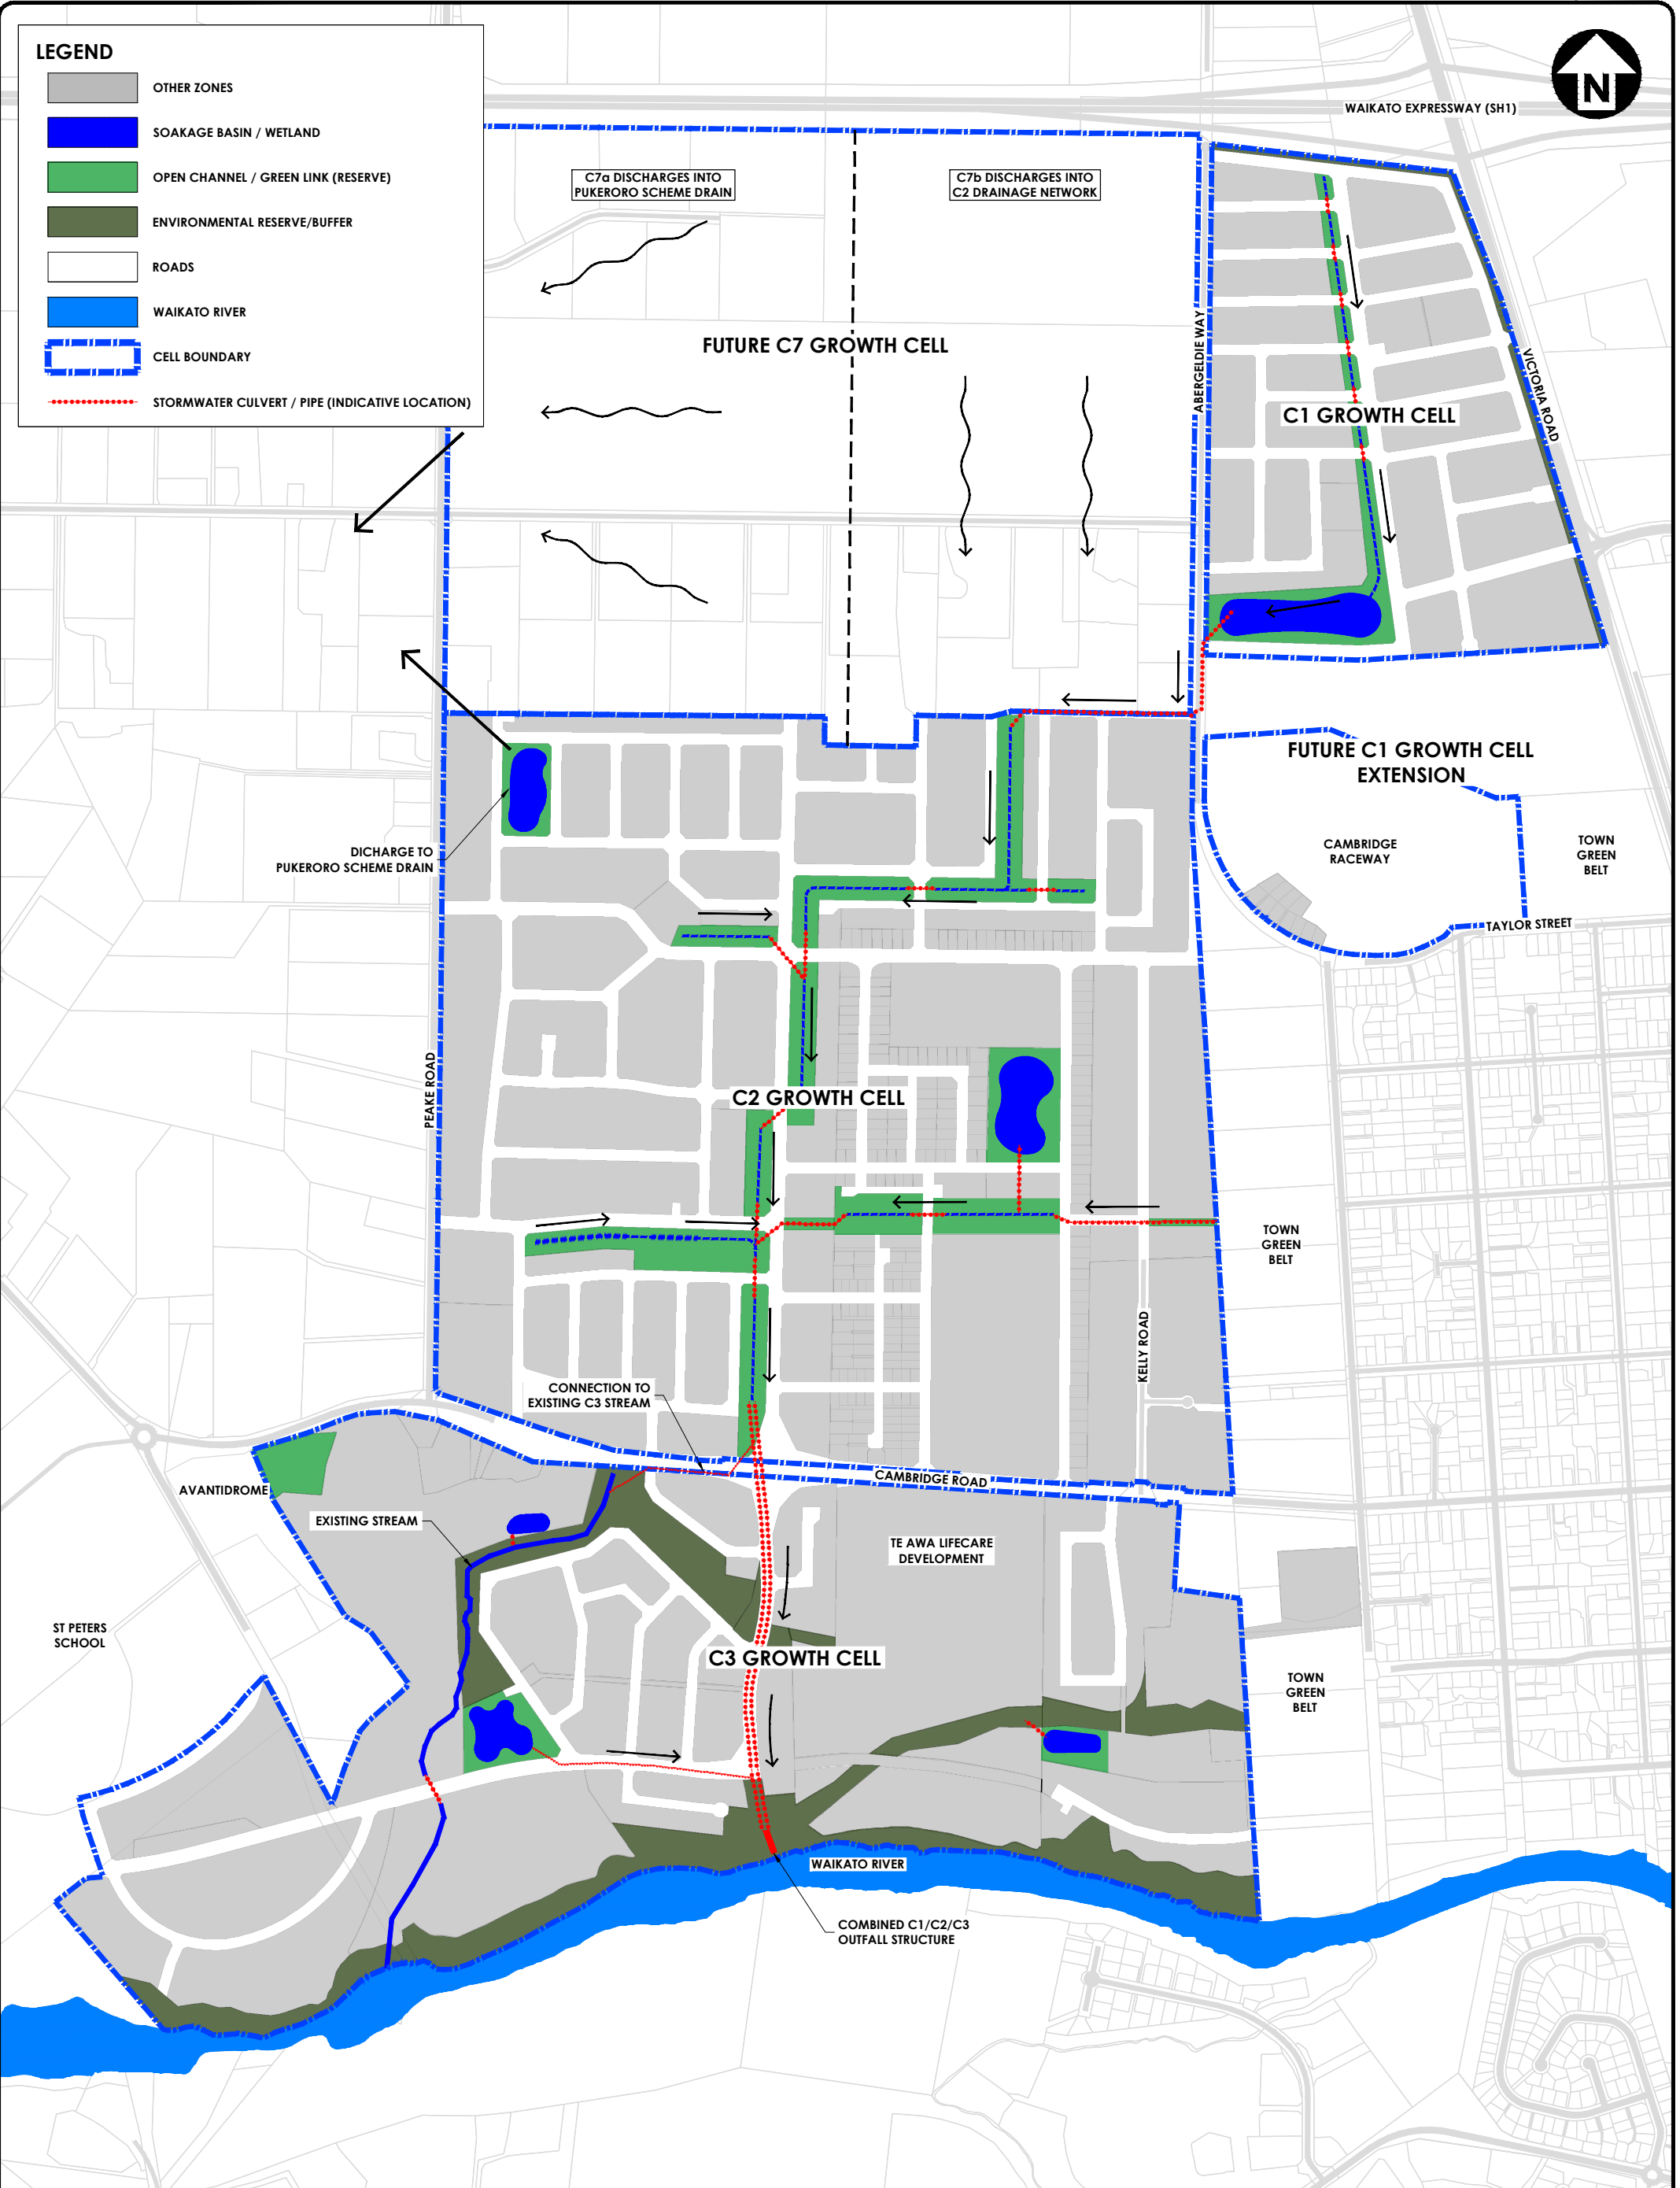 LEGEND
OTHER ZONES
SOAKAGE BASIN / WETLAND
OPEN CHANNEL / GREEN LINK (RESERVE)
ENVIRONMENTAL RESERVE/BUFFER
ROADS
WAIKATO RIVER
CELL BOUNDARY
STORMWATER CULVERT / PIPE (INDICATIVE LOCATION)
N
WAIKATO EXPRESSWAY (SH1)
C7a DISCHARGES INTO
PUKERORO SCHEME DRAIN
C7b DISCHARGES INTO
C2 DRAINAGE NETWORK
FUTURE C7 GROWTH CELL
ABERGELDIE WAY
VICTORIA ROAD
C1 GROWTH CELL
FUTURE C1 GROWTH CELL
EXTENSION
CAMBRIDGE
RACEWAY
TOWN
GREEN
BELT
TAYLOR STREET
DICHARGE TO
PUKERORO SCHEME DRAIN
PEAKE ROAD
C2 GROWTH CELL
TOWN
GREEN
BELT
KELLY ROAD
CONNECTION TO
EXISTING C3 STREAM
CAMBRIDGE ROAD
AVANTIDROME
EXISTING STREAM
TE AWA LIFECARE
DEVELOPMENT
ST PETERS
SCHOOL
C3 GROWTH CELL
TOWN
GREEN
BELT
WAIKATO RIVER
COMBINED C1/C2/C3
OUTFALL STRUCTURE